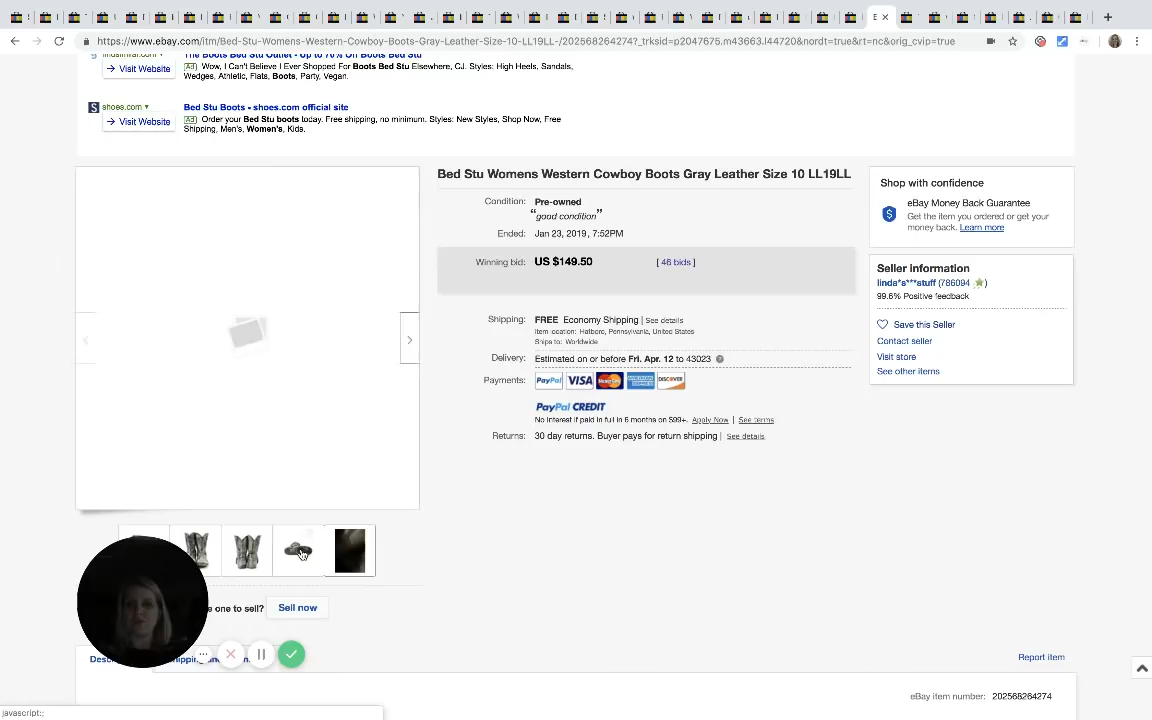 https://www.ebay.com/itm/Bed-Stu-Womens-Western-Cowboy-Boots-Gray-Leather-Size-10-LL19LL-/202568264274?_trksid=p2047675.m43663.l44720&nordt=true&rt=nc&orig_cvip=true
The Boots Bed Stu Outlet - Up to 70% Off Boots Bed Stu
Visit Website
Ad Wow, I Can't Believe I Ever Shopped For Boots Bed Stu Elsewhere, CJ. Styles: High Heels, Sandals,
Wedges, Athletic, Flats, Boots, Party, Vegan.
S shoes.com
Bed Stu Boots - shoes.com official site
Visit Website
Ad Order your Bed Stu boots today. Free shipping, no minimum. Styles: New Styles, Shop Now, Free
Shipping, Men's, Women's, Kids.
Bed Stu Womens Western Cowboy Boots Gray Leather Size 10 LL19LL
Condition: Pre-owned
“good condition”
Ended: Jan 23, 2019 , 7:52PM
Winning bid: US $149.50 [ 46 bids ]
Shipping: FREE Economy Shipping | See details
Item location: Hatboro, Pennsylvania, United States
Ships to: Worldwide
Delivery: Estimated on or before Fri. Apr. 12 to 43023 ?
Payments: PayPal VISA MasterCard AMERICAN EXPRESS DISCOVER
PayPal CREDIT
No interest if paid in full in 6 months on $99+. Apply Now | See terms
Returns: 30 day returns. Buyer pays for return shipping | See details
Shop with confidence
eBay Money Back Guarantee
Get the item you ordered or get your
money back. Learn more
Seller information
linda*s***stuff (786094 )
99.6% Positive feedback
Save this Seller
Contact seller
Visit store
See other items
e one to sell? Sell now
Report item
eBay item number: 202568264274
javascript:;